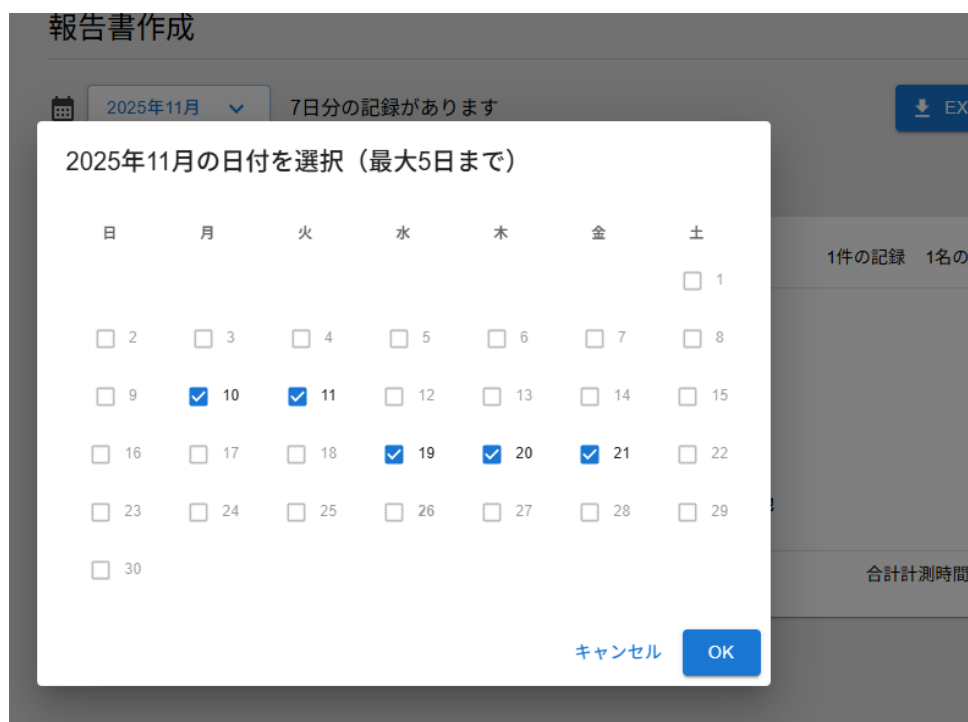 報告書作成
2025年11月 7日分の記録があります EX
2025年11月の日付を選択（最大5日まで）
日 月 火 水 木 金 土
1件の記録 1名の
1
2 3 4 5 6 7 8
9 10 11 12 13 14 15
16 17 18 19 20 21 22
23 24 25 26 27 28 29
30
合計計測時間
キャンセル OK